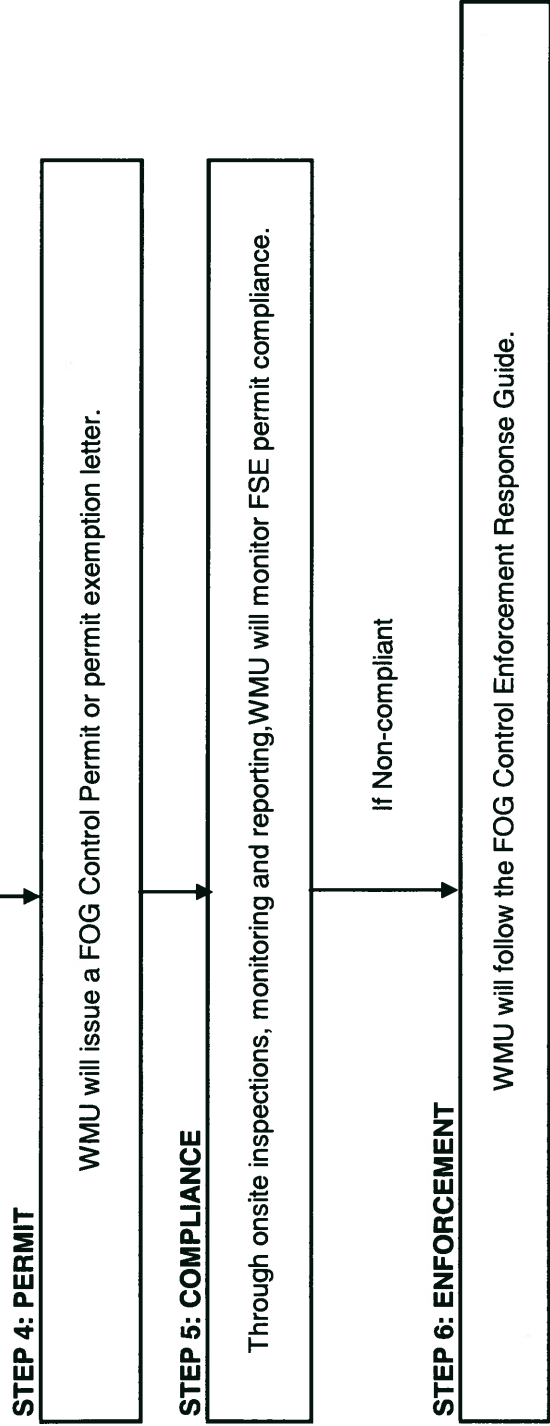 STEP 4: PERMIT
WMU will issue a FOG Control Permit or permit exemption letter.
STEP 5: COMPLIANCE
Through onsite inspections, monitoring and reporting,WMU will monitor FSE permit compliance.
If Non-compliant
STEP 6: ENFORCEMENT
WMU will follow the FOG Control Enforcement Response Guide.